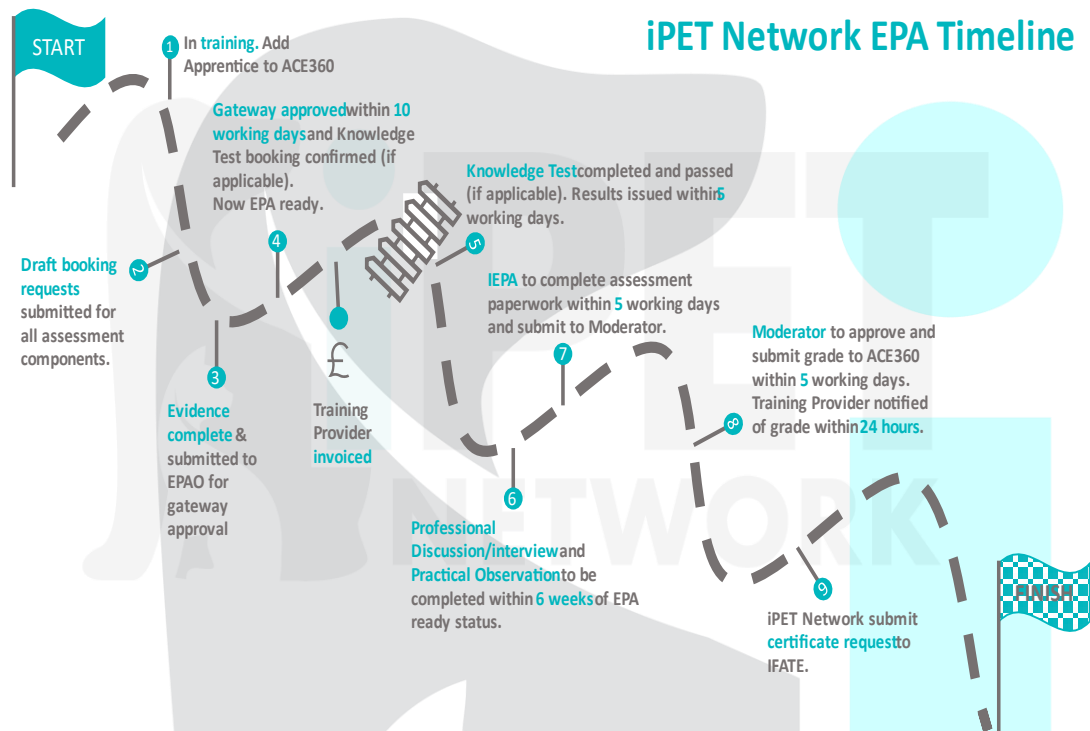 iPET Network EPA Timeline
START
1
In training. Add
Apprentice to ACE360
2
Draft booking
requests
submitted for
all assessment
components.
3
Evidence
complete &
submitted to
EPAO for
gateway
approval
4
Gateway approved within 10
working days and Knowledge
Test booking confirmed (if
applicable).
Now EPA ready.
£
Training
Provider
invoiced
5
Knowledge Test completed and passed
(if applicable). Results issued within 5
working days.
6
Professional
Discussion/interview and
Practical Observation to be
completed within 6 weeks of EPA
ready status.
7
IEPA to complete assessment
paperwork within 5 working days
and submit to Moderator.
8
Moderator to approve and
submit grade to ACE360
within 5 working days.
Training Provider notified
of grade within 24 hours.
9
iPET Network submit
certificate request to
IFATE.
FINISH
iPET
NETWORK